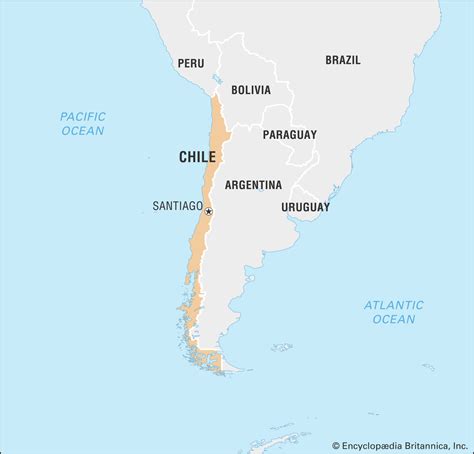 PERU
BRAZIL
BOLIVIA
PACIFIC
OCEAN
PARAGUAY
CHILE
ARGENTINA
SANTIAGO
URUGUAY
ATLANTIC
OCEAN
© Encyclopædia Britannica, Inc.